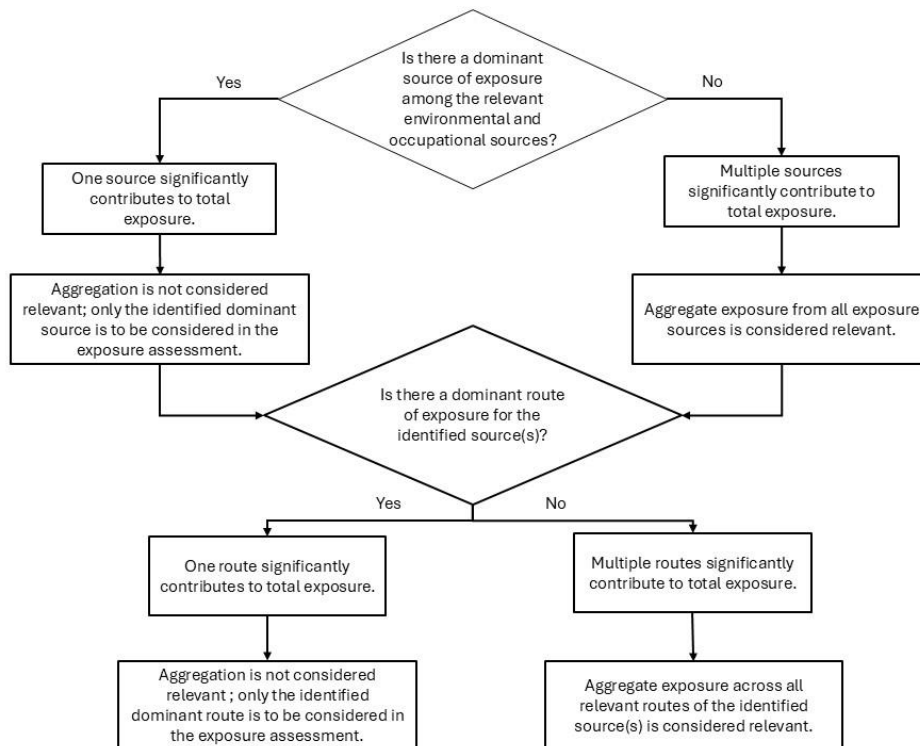 Is there a dominant
source of exposure
among the relevant
environmental and
occupational sources?
Yes
No
One source significantly
contributes to total
exposure.
Multiple sources
significantly contribute to
total exposure.
Aggregation is not considered
relevant; only the identified dominant
source is to be considered in the
exposure assessment.
Aggregate exposure from all exposure
sources is considered relevant.
Is there a dominant route
of exposure for the
identified source(s)?
Yes
No
One route significantly
contributes to total exposure.
Multiple routes significantly
contribute to total exposure.
Aggregation is not considered
relevant ; only the identified
dominant route is to be considered in
the exposure assessment.
Aggregate exposure across all
relevant routes of the identified
source(s) is considered relevant.